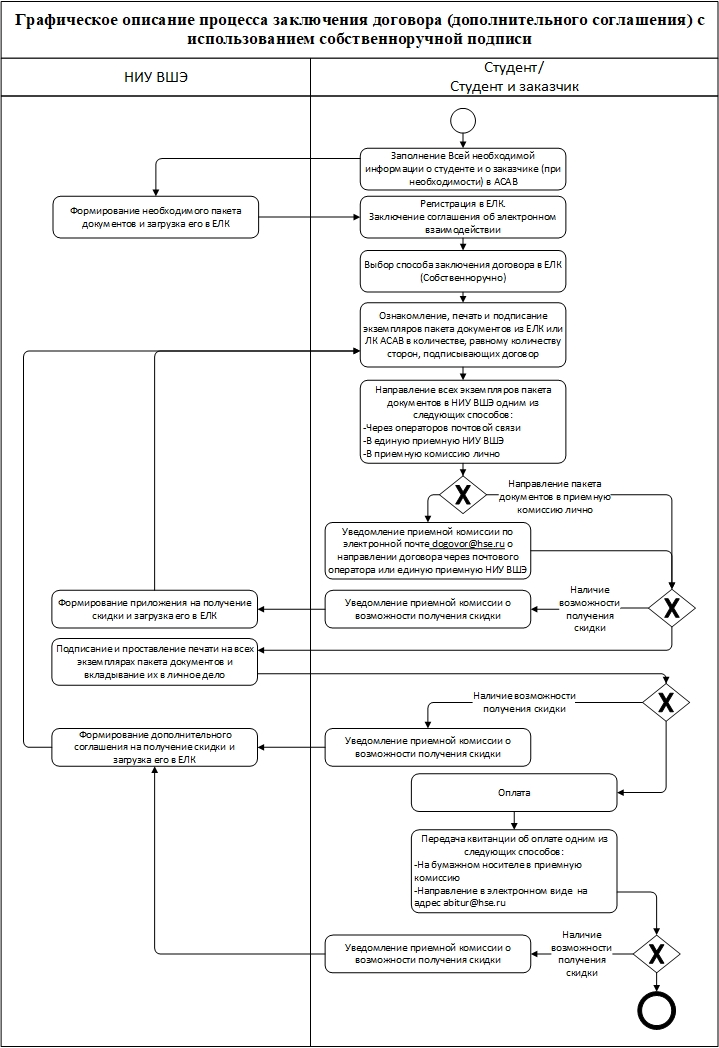 Графическое описание процесса заключения договора (дополнительного соглашения) с
использованием собственноручной подписи
НИУ ВШЭ
Студент/
Студент и заказчик
Заполнение Всей необходимой
информации о студенте и о заказчике (при
необходимости) в АСАВ
Формирование необходимого пакета
документов и загрузка его в ЕЛК
Регистрация в ЕЛК.
Заключение соглашения об электронном
взаимодействии
Выбор способа заключения договора в ЕЛК
(Собственноручно)
Ознакомление, печать и подписание
экземпляров пакета документов из ЕЛК или
ЛК АСАВ в количестве, равному количеству
сторон, подписывающих договор
Направление всех экземпляров пакета
документов в НИУ ВШЭ одним из
следующих способов:
-Через операторов почтовой связи
-В единую приемную НИУ ВШЭ
-В приемную комиссию лично
X
Направление пакета
документов в приемную
комиссию лично
Уведомление приемной комиссии по
электронной почте dogovor@hse.ru о
направлении договора через почтового
оператора или единую приемную НИУ ВШЭ
Формирование приложения на получение
скидки и загрузка его в ЕЛК
Уведомление приемной комиссии о
возможности получения скидки
Наличие
возможности
получения
скидки
X
Подписание и проставление печати на всех
экземплярах пакета документов и
вкладывание их в личное дело
Наличие возможности
получения скидки
X
Формирование дополнительного
соглашения на получение скидки и
загрузка его в ЕЛК
Уведомление приемной комиссии о
возможности получения скидки
Оплата
Передача квитанции об оплате одним из
следующих способов:
-На бумажном носителе в приемную
комиссию
-Направление в электронном виде на
адрес abitur@hse.ru
Уведомление приемной комиссии о
возможности получения скидки
Наличие
возможности
получения
скидки
X